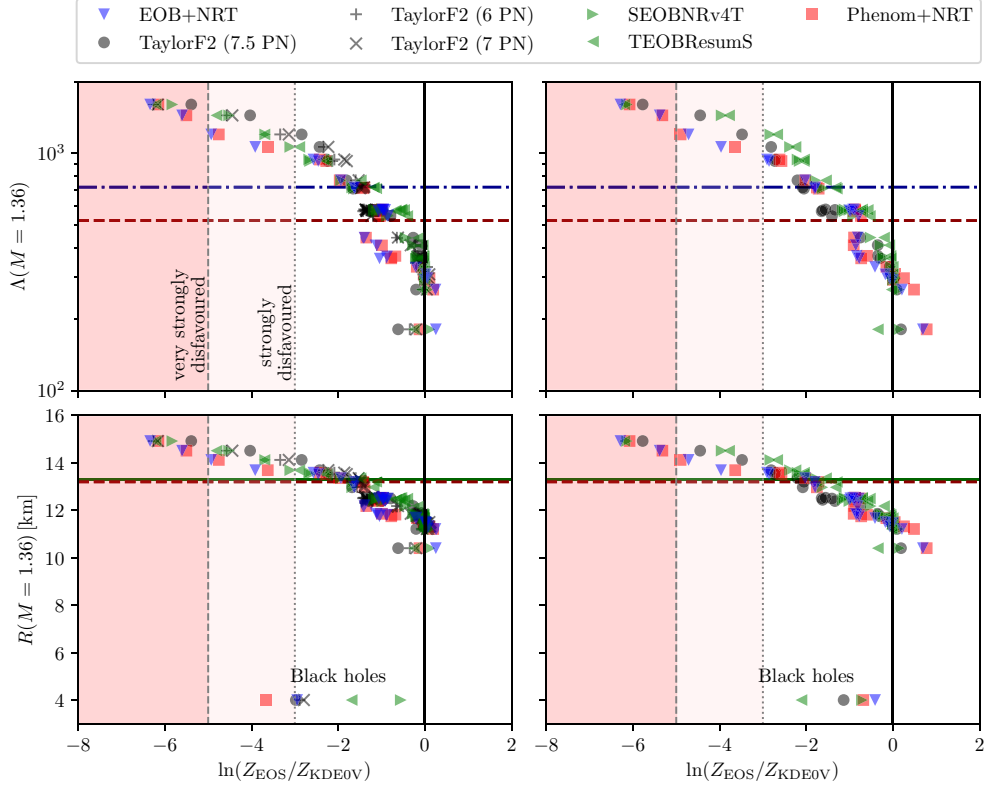 EOB+NRT TaylorF2 (6 PN) SEOBNRv4T Phenom+NRT
TaylorF2 (7.5 PN) TaylorF2 (7 PN) TEOBResumS
10³
10²
Λ(M = 1.36)
very strongly
disfavoured
strongly
disfavoured
16
14
12
10
8
6
4
R(M = 1.36) [km]
Black holes
Black holes
−8 −6 −4 −2 0 2
−8 −6 −4 −2 0 2
ln(Z_EOS/Z_KDE0V)
ln(Z_EOS/Z_KDE0V)